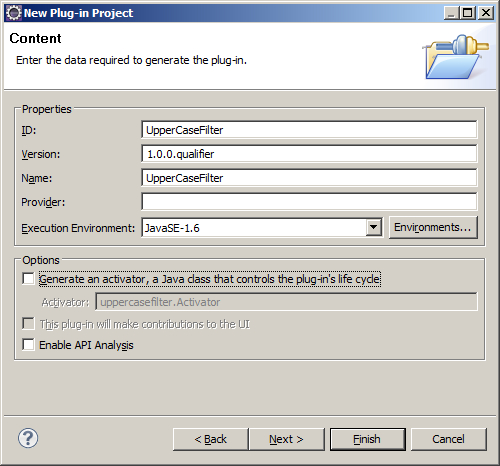 New Plug-in Project
Content
Enter the data required to generate the plug-in.
Properties
ID: UpperCaseFilter
Version: 1.0.0.qualifier
Name: UpperCaseFilter
Provider:
Execution Environment: JavaSE-1.6 Environments...
Options
Generate an activator, a Java class that controls the plug-in's life cycle
Activator: uppercasefilter.Activator
This plug-in will make contributions to the UI
Enable API Analysis
? < Back Next > Finish Cancel